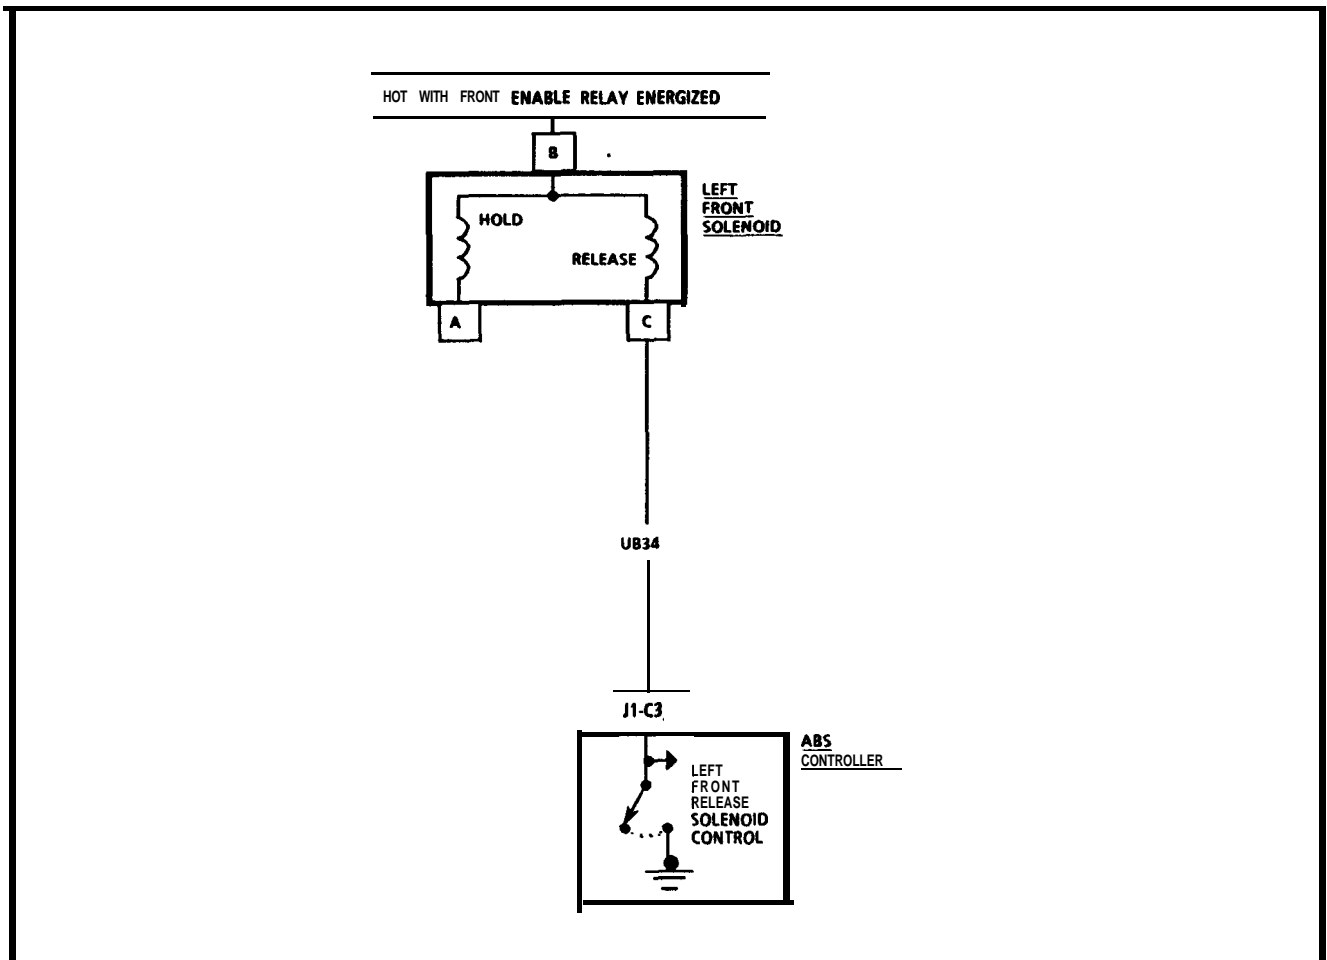 HOT WITH FRONT ENABLE RELAY ENERGIZED
B
LEFT
FRONT
SOLENOID
HOLD
RELEASE
A
C
UB34
J1-C3
ABS
CONTROLLER
LEFT
FRONT
RELEASE
SOLENOID
CONTROL